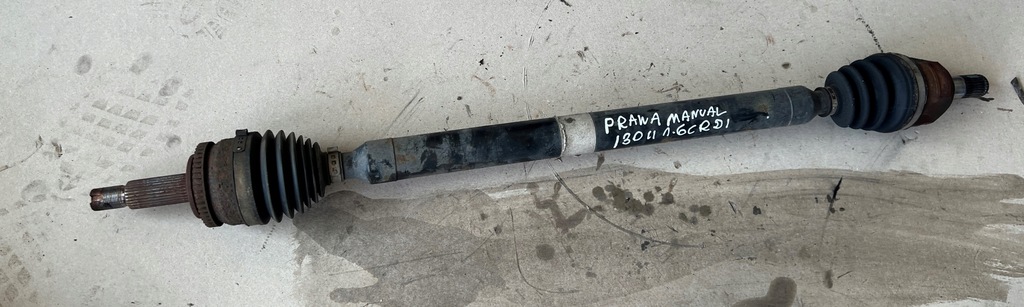 PRAWA MANUAL
I30 II 1.6CRDI